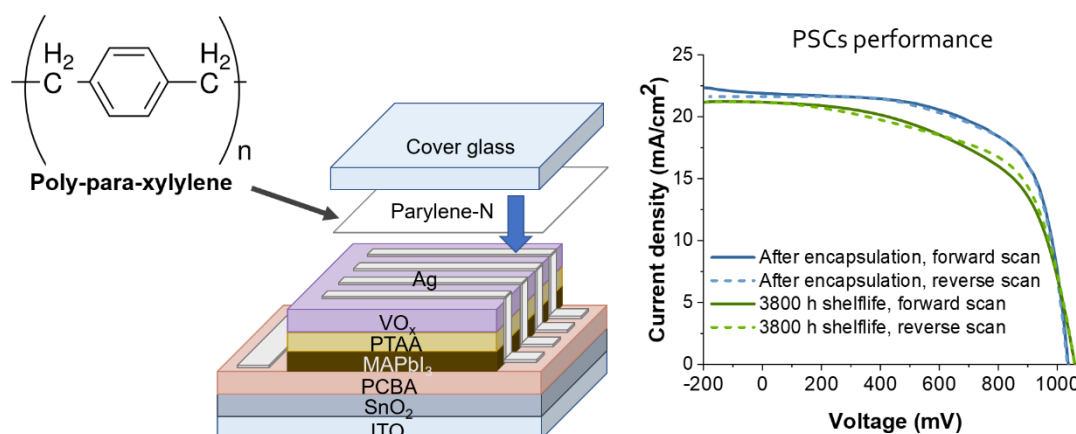 H₂
C
H₂
C
n
Poly-para-xylylene
Cover glass
Parylene-N
Ag
VOₓ
PTAA
MAPbI₃
PCBA
SnO₂
ITO
PSCs performance
Current density (mA/cm²)
25
20
15
10
5
0
After encapsulation, forward scan
After encapsulation, reverse scan
3800 h shelflife, forward scan
3800 h shelflife, reverse scan
-200 0 200 400 600 800 1000
Voltage (mV)